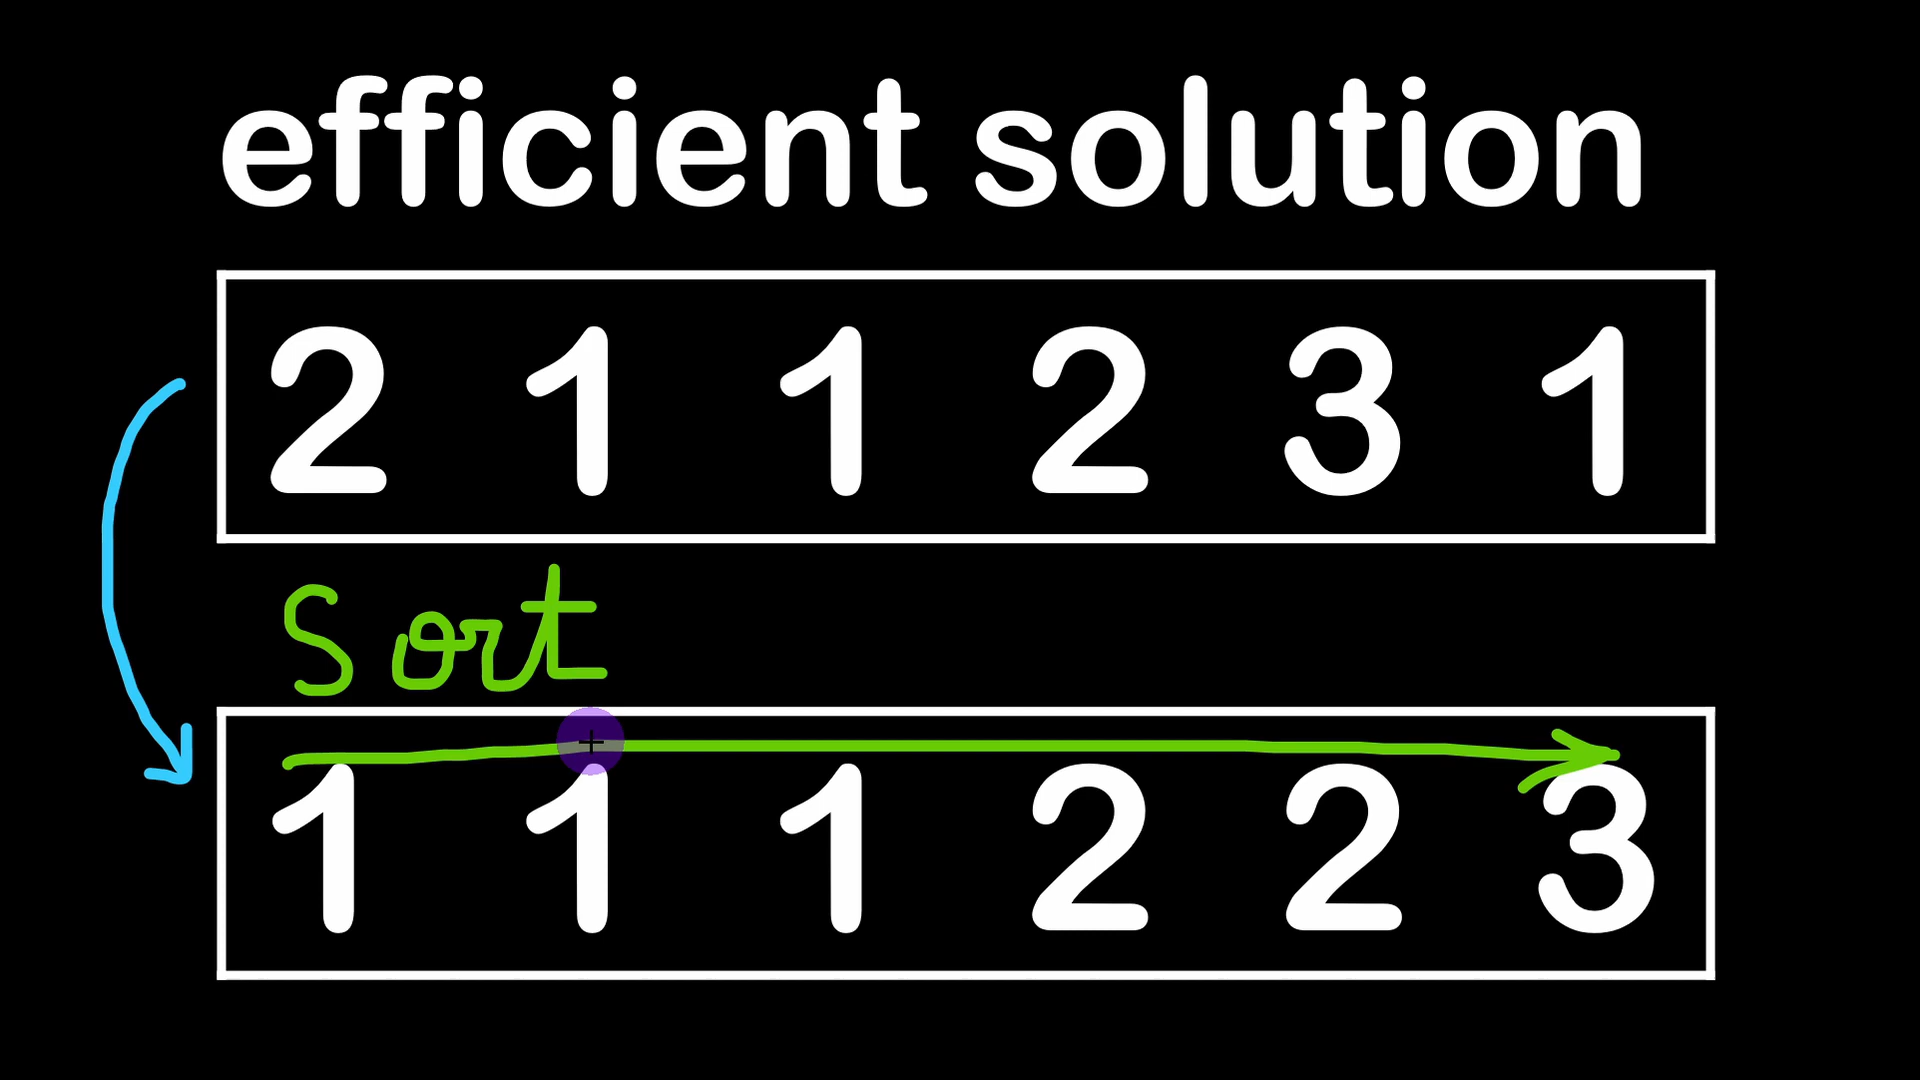 efficient solution
2 1 1 2 3 1
Sort
1 1 1 2 2 3